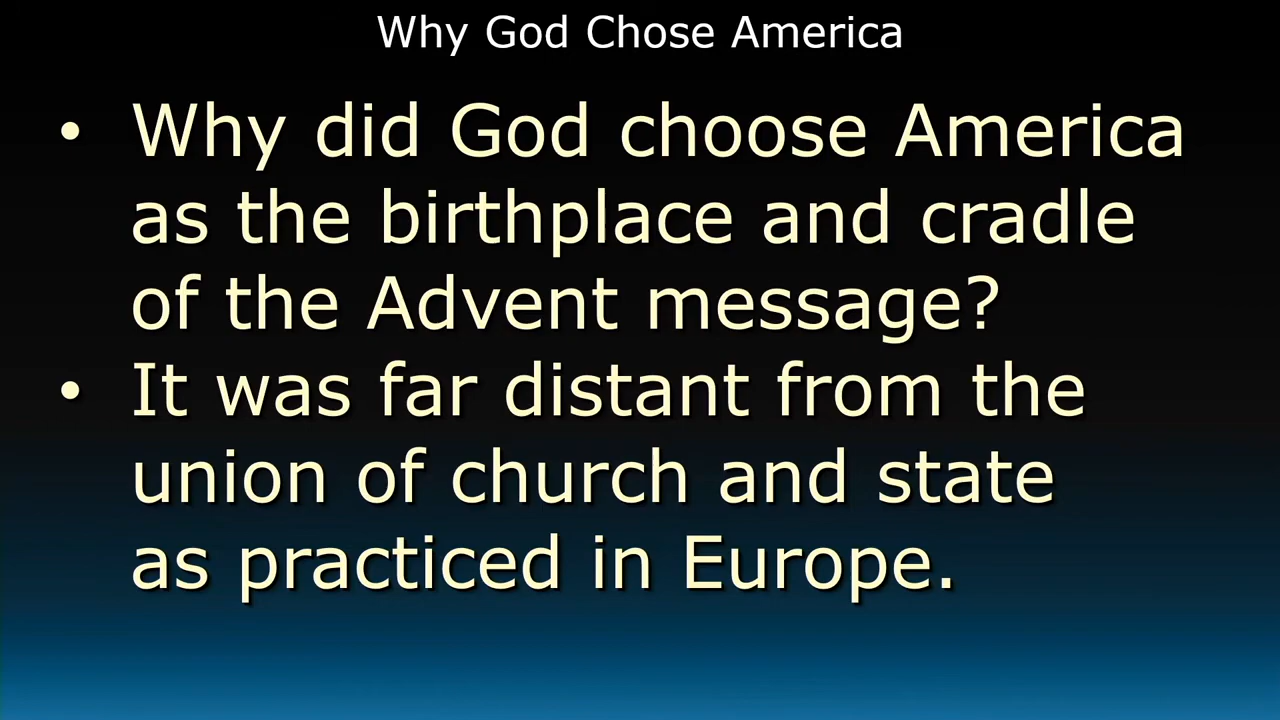 Why God Chose America
• Why did God choose America
as the birthplace and cradle
of the Advent message?
• It was far distant from the
union of church and state
as practiced in Europe.